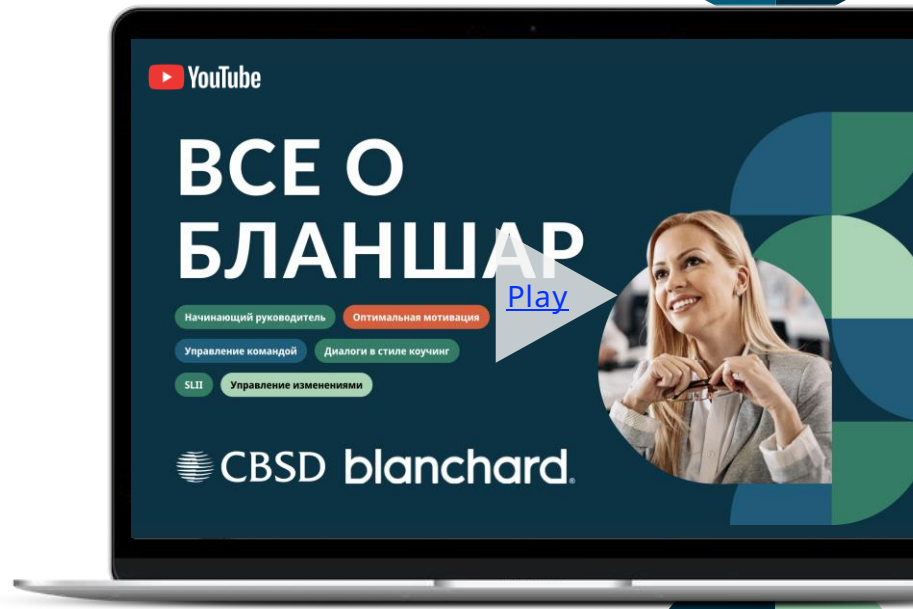 YouTube
ВСЕ О
БЛАНШАР
Play
Начинающий руководитель
Оптимальная мотивация
Управление командой
Диалоги в стиле коучинг
SLII
Управление изменениями
CBSD blanchard®